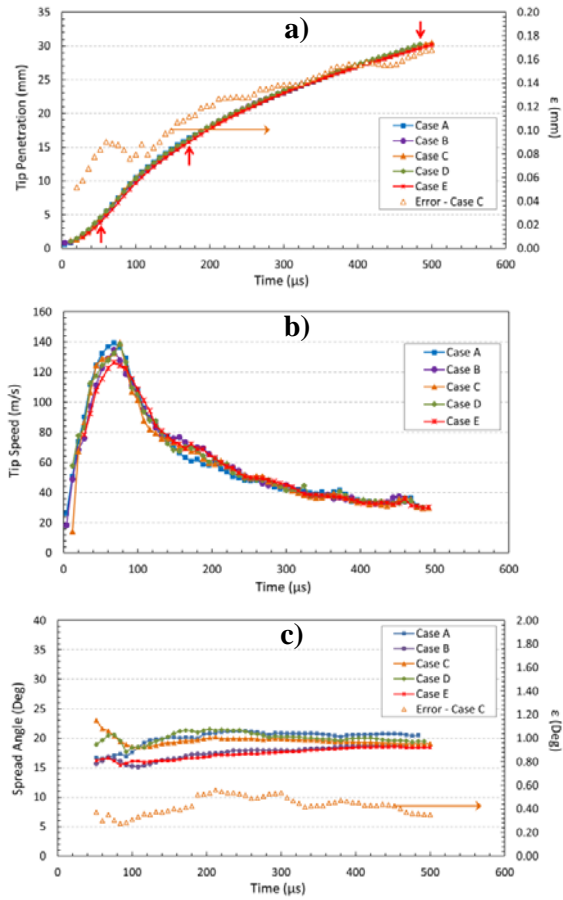 a)
35
30
25
20
15
10
5
0
Tip Penetration (mm)
0.20
0.18
0.16
0.14
0.12
0.10
0.08
0.06
0.04
0.02
0.00
ε (mm)
Case A
Case B
Case C
Case D
Case E
Error - Case C
0 100 200 300 400 500 600
Time (µs)
b)
160
140
120
100
80
60
40
20
0
Tip Speed (m/s)
Case A
Case B
Case C
Case D
Case E
0 100 200 300 400 500 600
Time (µs)
c)
40
35
30
25
20
15
10
5
0
Spread Angle (Deg)
2.00
1.80
1.60
1.40
1.20
1.00
0.80
0.60
0.40
0.20
0.00
ε (Deg)
Case A
Case B
Case C
Case D
Case E
Error - Case C
0 100 200 300 400 500 600
Time (µs)